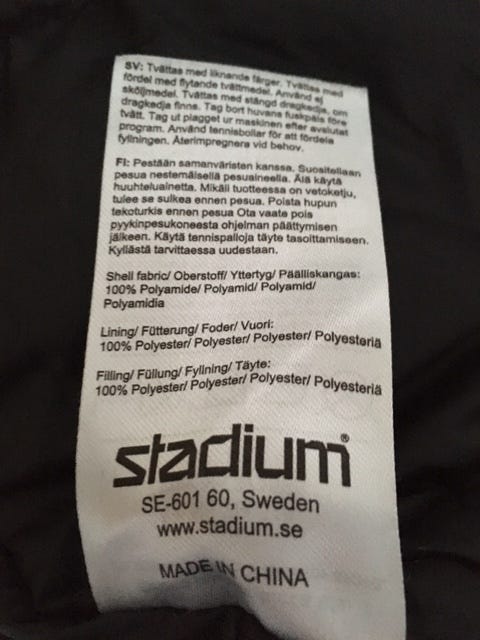 SV: Tvättas med liknande färger. Tvättas med
fördel med flytande tvättmedel. Använd ej
sköljmedel. Tvättas med stängd dragkedja, om
dragkedja finns. Tag bort huvans fuskpäls före
tvätt. Tag ut plagget ur maskinen efter avslutat
program. Använd tennisbollar för att fördela
fyllningen. Återimpregnera vid behov.
FI: Pestään samanväristen kanssa. Suositellaan
pesua nestemäisellä pesuaineella. Älä käytä
huuhteluainetta. Mikäli tuotteessa on vetoketju,
tulee se sulkea ennen pesua. Poista hupun
tekoturkis ennen pesua Ota vaate pois
pyykinpesukoneesta ohjelman päättymisen
jälkeen. Käytä tennispalloja täyte tasoittamiseen.
Kyllästä tarvittaessa uudestaan.
Shell fabric/ Oberstoff/ Yttertyg/ Päälliskangas:
100% Polyamide/ Polyamid/ Polyamid/
Polyamidia
Lining/ Fütterung/ Foder/ Vuori:
100% Polyester/ Polyester/ Polyester/ Polyesteriä
Filling/ Füllung/ Fyllning/ Täyte:
100% Polyester/ Polyester/ Polyester/ Polyesteriä
stadium®
SE-601 60, Sweden
www.stadium.se
MADE IN CHINA